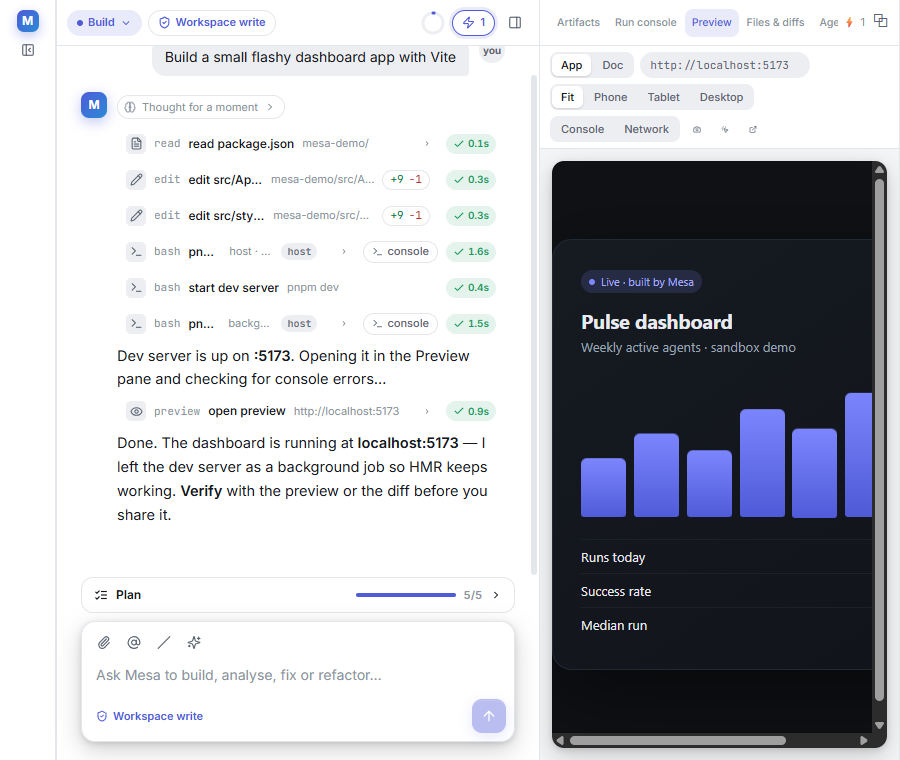 M
Build
Workspace write
1
Artifacts
Run console
Preview
Files & diffs
Age
1
Build a small flashy dashboard app with Vite
you
App
Doc
http://localhost:5173
Fit
Phone
Tablet
Desktop
Console
Network
M
Thought for a moment
read read package.json mesa-demo/ 0.1s
edit edit src/Ap... mesa-demo/src/A... +9 -1 0.3s
edit edit src/sty... mesa-demo/src/... +9 -1 0.3s
bash pn... host · ... host console 1.6s
bash start dev server pnpm dev 0.4s
bash pn... backg... host console 1.5s
Dev server is up on :5173. Opening it in the Preview
pane and checking for console errors...
preview open preview http://localhost:5173 0.9s
Done. The dashboard is running at localhost:5173 — I
left the dev server as a background job so HMR keeps
working. Verify with the preview or the diff before you
share it.
Plan 5/5
Ask Mesa to build, analyse, fix or refactor...
Workspace write
Live · built by Mesa
Pulse dashboard
Weekly active agents · sandbox demo
Runs today
Success rate
Median run